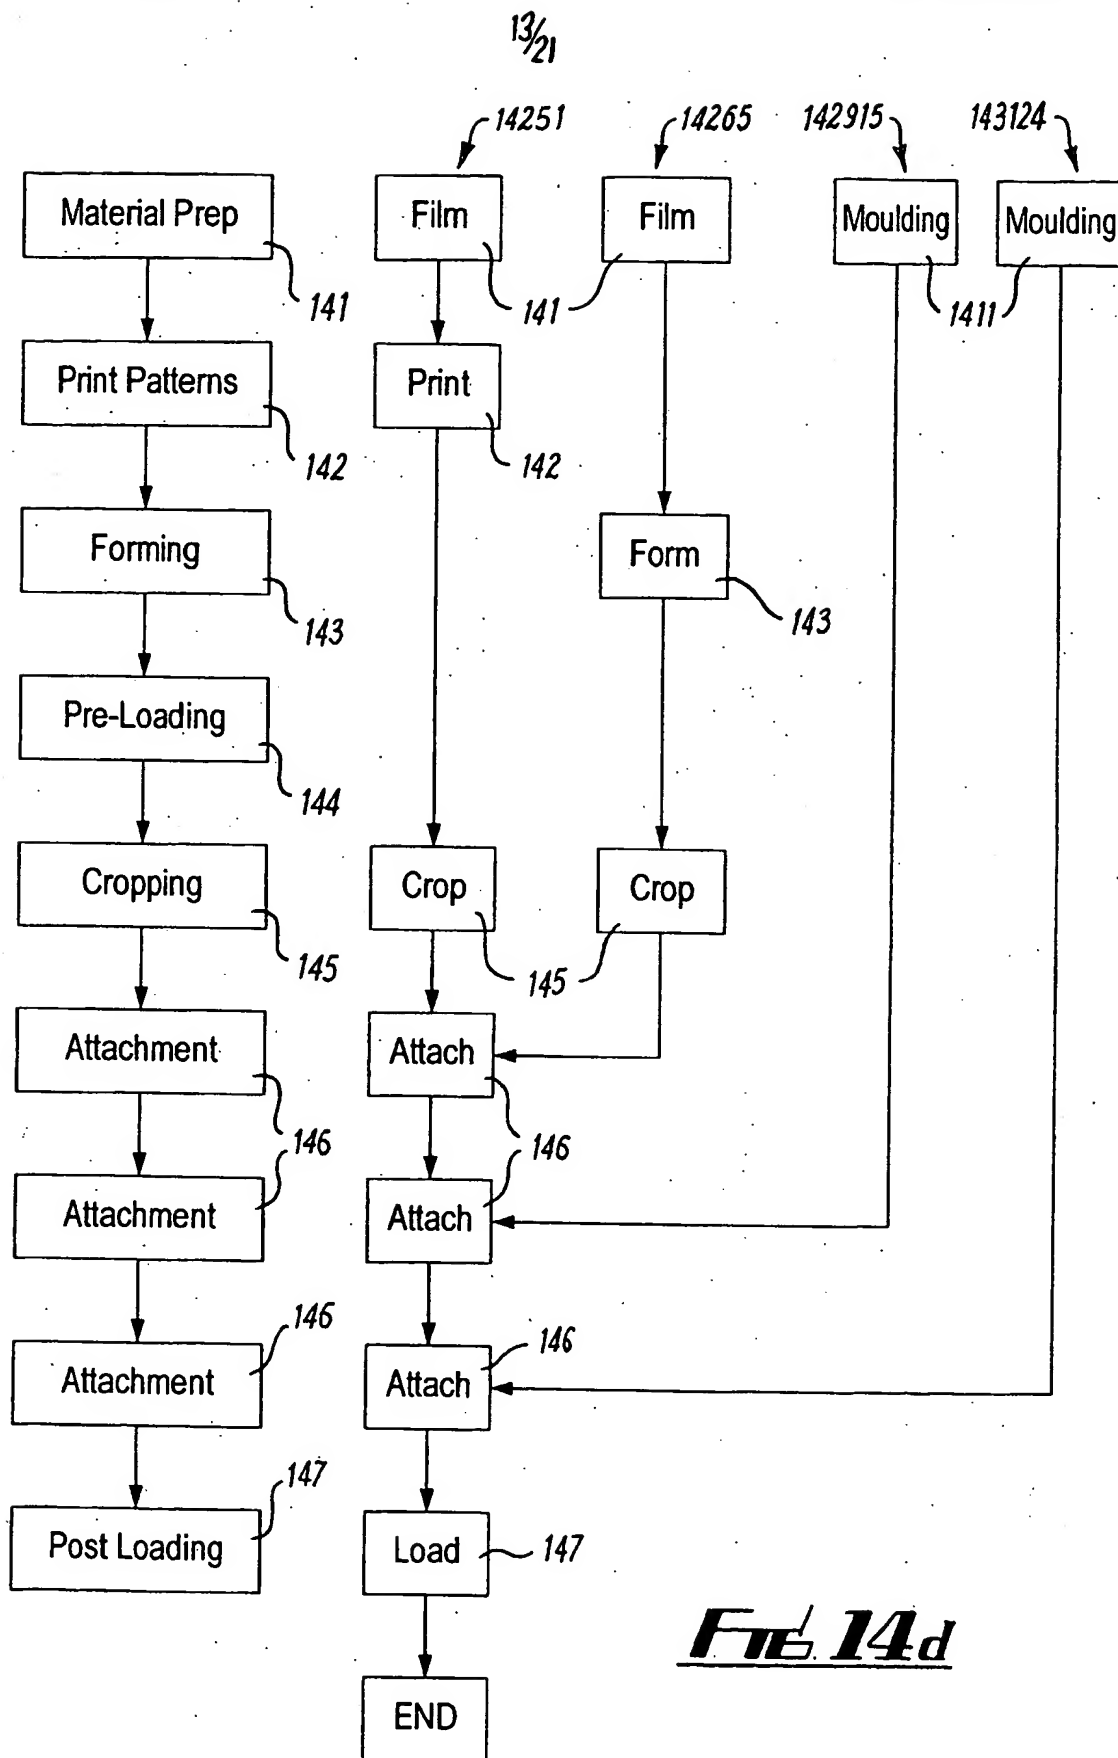 13/21
14251 14265 142915 143124
Material Prep Film Film Moulding Moulding
141 141 1411
Print Patterns Print
142 142
Forming Form
143 143
Pre-Loading
144
Cropping Crop Crop
145 145
Attachment Attach
146 146
Attachment Attach
146 146
Attachment Attach
147
Post Loading Load 147
END
FIG. 14d